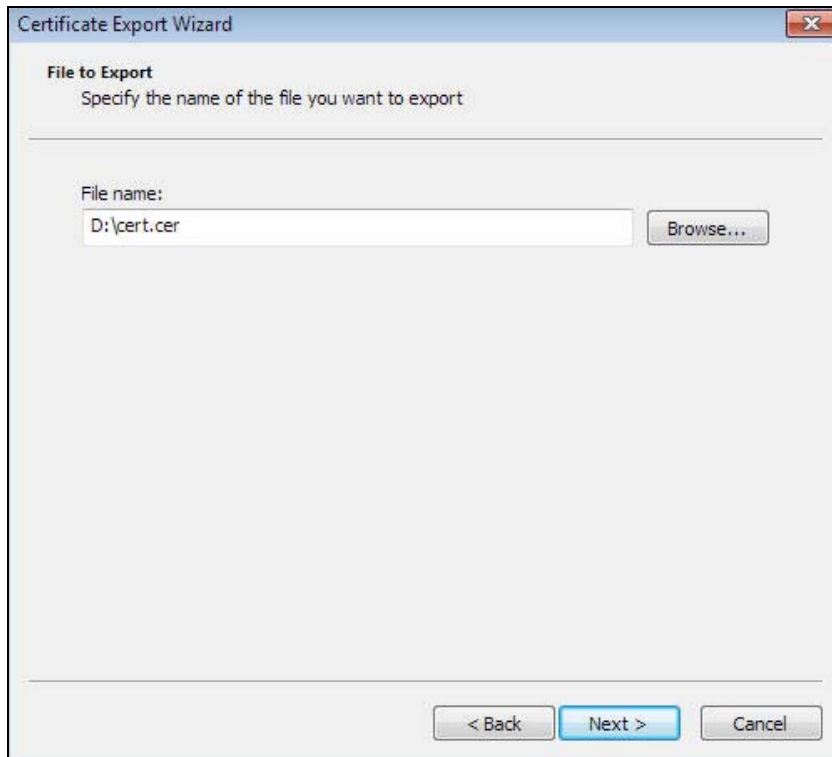 Certificate Export Wizard
File to Export
Specify the name of the file you want to export
File name:
D:\cert.cer
Browse...
< Back
Next >
Cancel